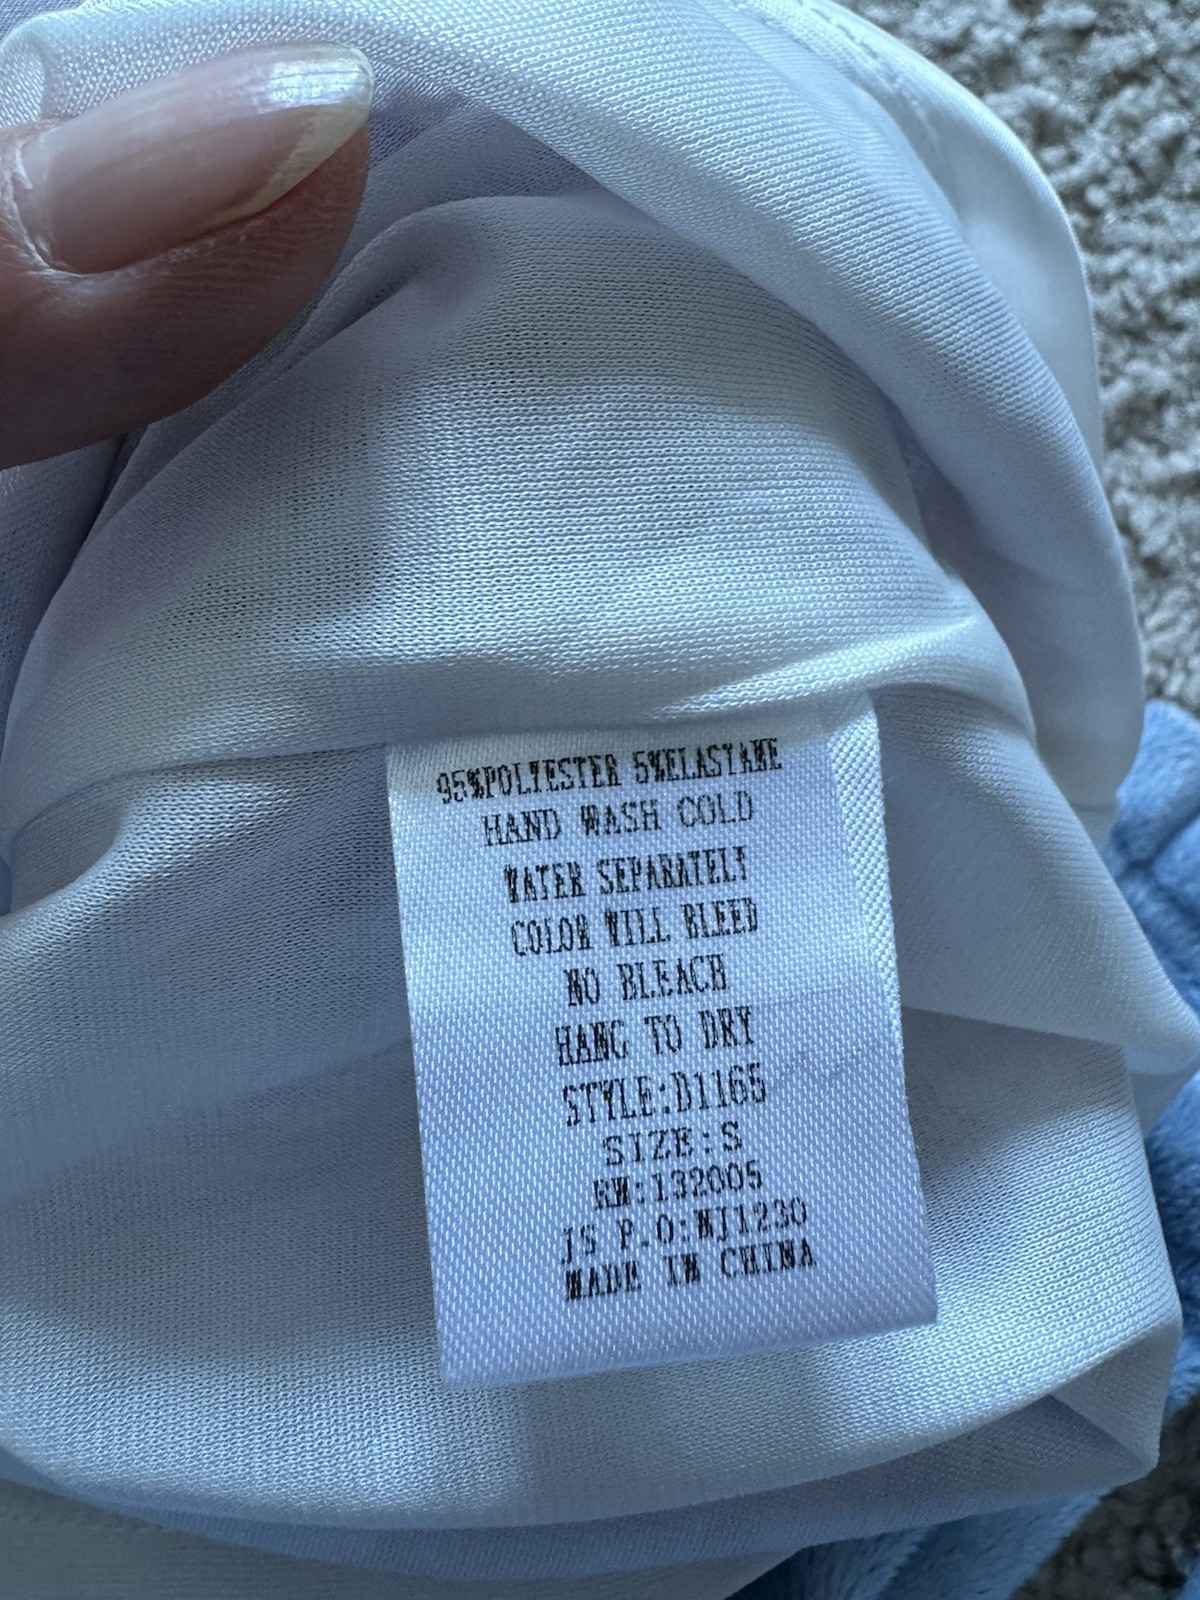 95%POLYESTER 5%ELASTANE
HAND WASH COLD
WATER SEPARATELY
COLOR WILL BLEED
NO BLEACH
HANG TO DRY
STYLE:D1165
SIZE:S
RN:132005
JS P.O:NJ1230
MADE IN CHINA